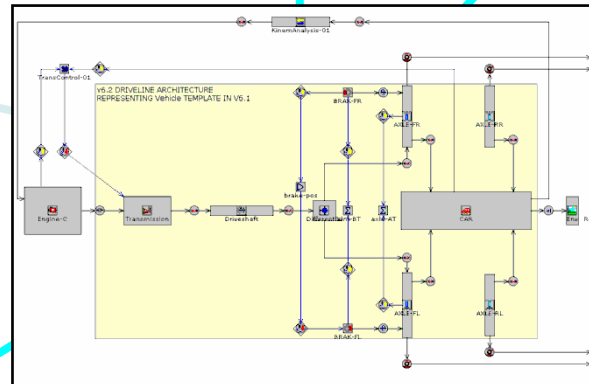 KinemAnalysis-01
TransControl-01
v6.2 DRIVELINE ARCHITECTURE
REPRESENTING Vehicle TEMPLATE IN V6.1
BRAK-FR
AXLE-FR
AXLE-RR
brake-pos
Engine-C
Transmission
Driveshaft
axle-AT
CAR
AXLE-FL
AXLE-RL
BRAK-FL